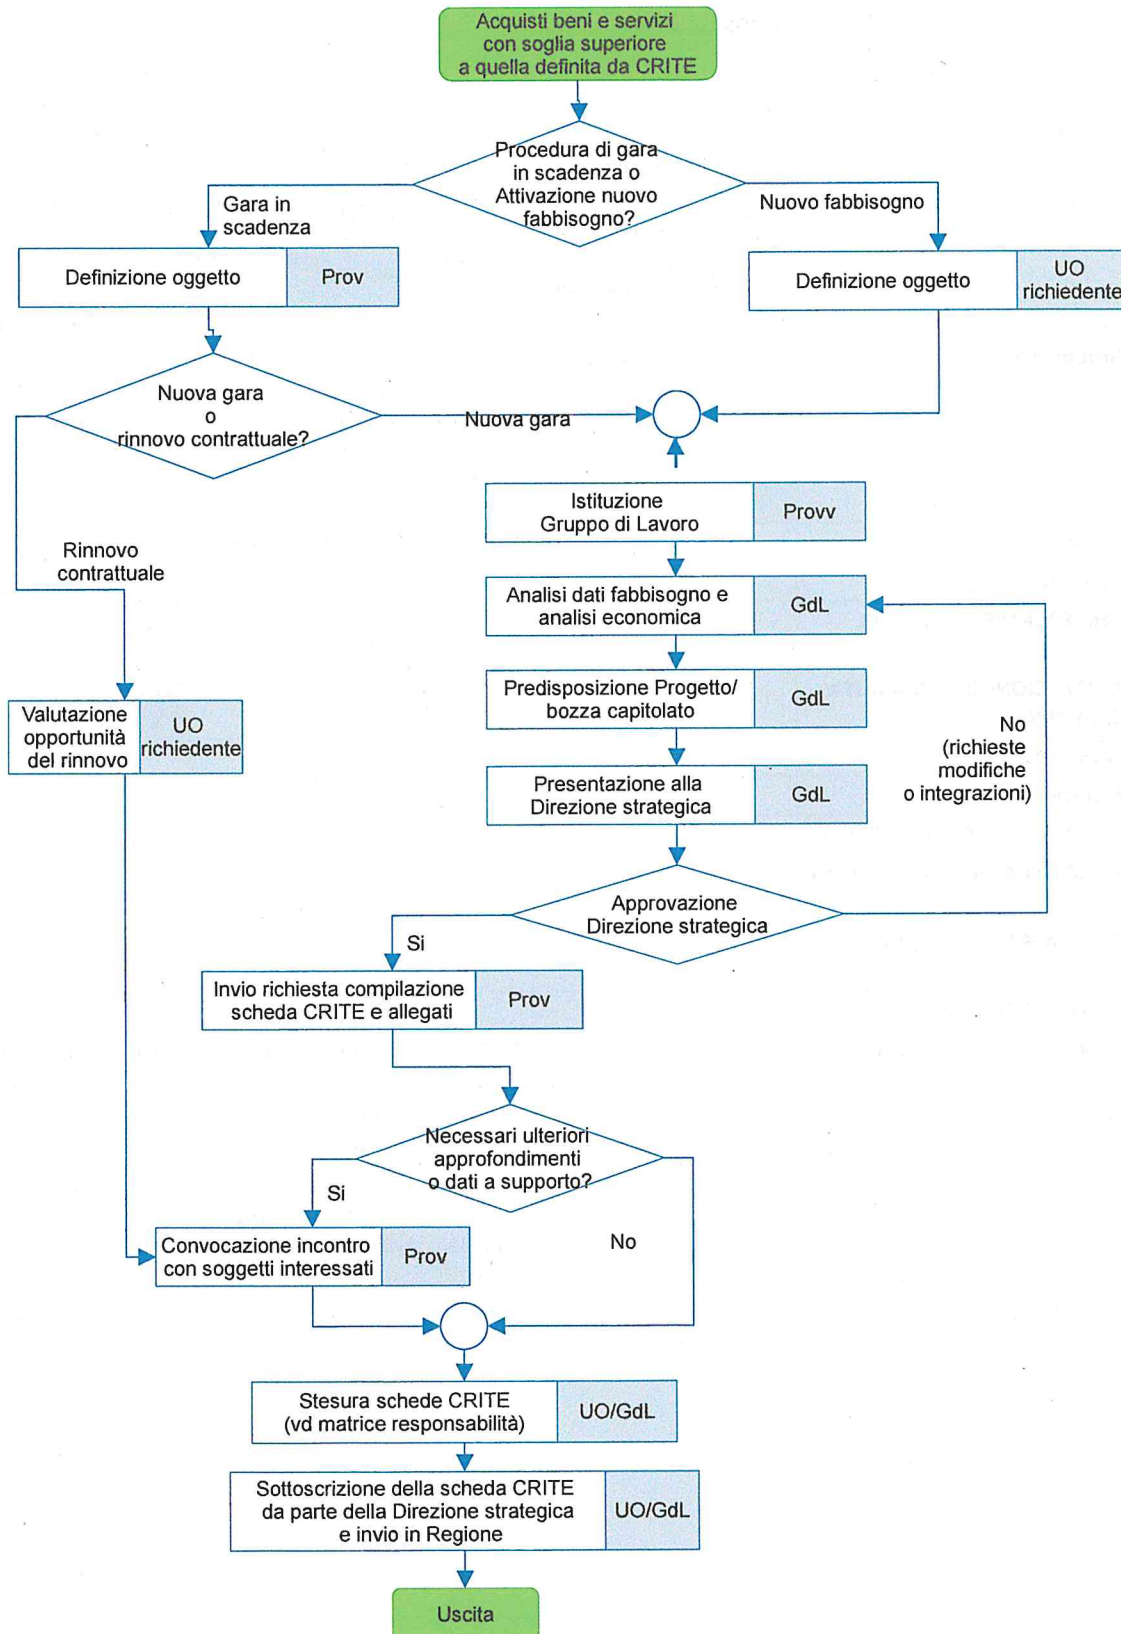 Acquisti beni e servizi
con soglia superiore
a quella definita da CRITE
Procedura di gara
in scadenza o
Attivazione nuovo
fabbisogno?
Gara in
scadenza
Nuovo fabbisogno
Definizione oggetto
Prov
Definizione oggetto
UO
richiedente
Nuova gara
o
rinnovo contrattuale?
Nuova gara
Istituzione
Gruppo di Lavoro
Provv
Rinnovo
contrattuale
Analisi dati fabbisogno e
analisi economica
GdL
Predisposizione Progetto/
bozza capitolato
GdL
Valutazione
opportunità
del rinnovo
UO
richiedente
No
(richieste
modifiche
o integrazioni)
Presentazione alla
Direzione strategica
GdL
Approvazione
Direzione strategica
Si
Invio richiesta compilazione
scheda CRITE e allegati
Prov
Necessari ulteriori
approfondimenti
o dati a supporto?
Si
No
Convocazione incontro
con soggetti interessati
Prov
Stesura schede CRITE
(vd matrice responsabilità)
UO/GdL
Sottoscrizione della scheda CRITE
da parte della Direzione strategica
e invio in Regione
UO/GdL
Uscita